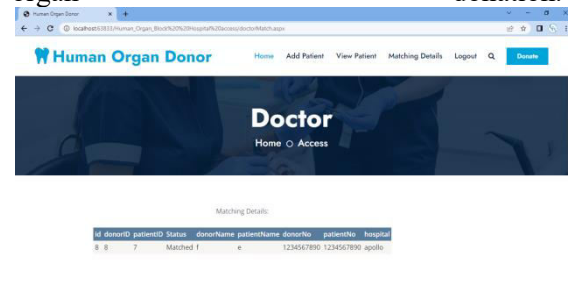 organ donation.
Human Organ Donor
localhost:63833/Human_Organ_Block%20%20Hospital%20access/doctorMatch.aspx
Human Organ Donor Home Add Patient View Patient Matching Details Logout Donate
Doctor
Home Access
Matching Details:
id donorID patientID Status donorName patientName donorNo patientNo hospital
8 8 7 Matched f e 1234567890 1234567890 apollo